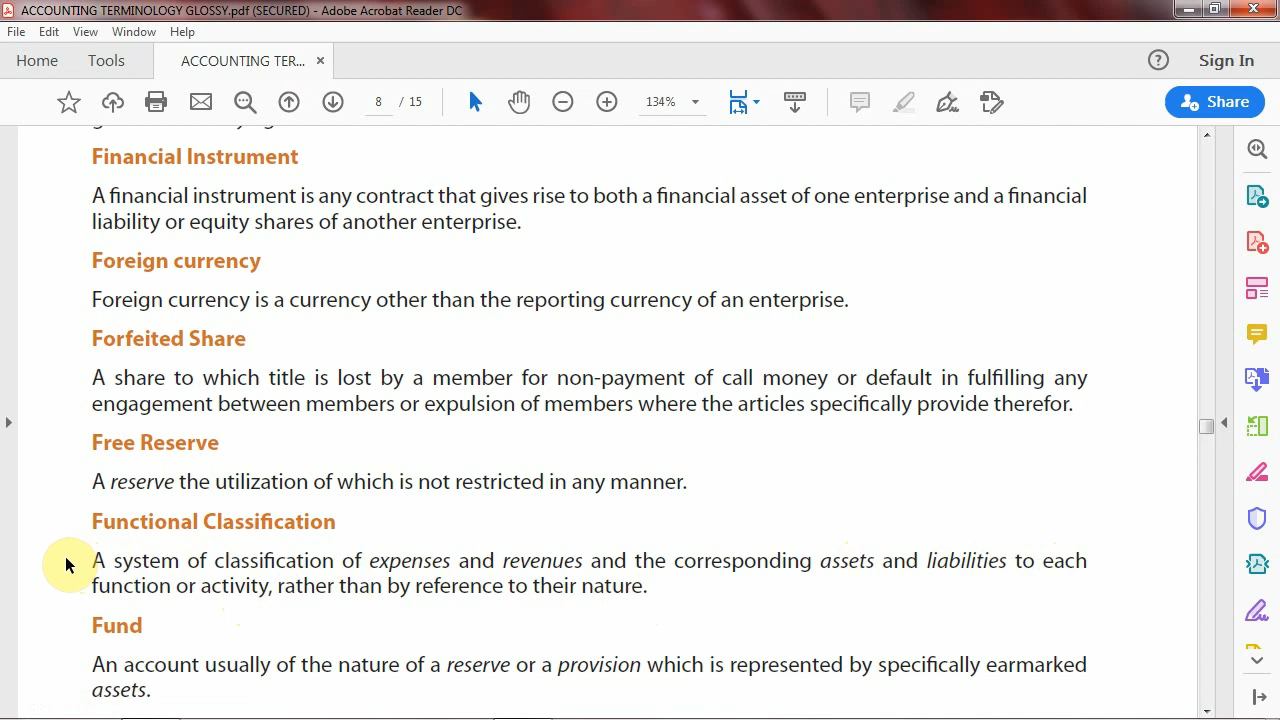 ACCOUNTING TERMINOLOGY GLOSSY.pdf (SECURED) - Adobe Acrobat Reader DC
File Edit View Window Help
Home Tools ACCOUNTING TER... × Sign In
8 / 15 134% Share
Financial Instrument
A financial instrument is any contract that gives rise to both a financial asset of one enterprise and a financial
liability or equity shares of another enterprise.
Foreign currency
Foreign currency is a currency other than the reporting currency of an enterprise.
Forfeited Share
A share to which title is lost by a member for non-payment of call money or default in fulfilling any
engagement between members or expulsion of members where the articles specifically provide therefor.
Free Reserve
A reserve the utilization of which is not restricted in any manner.
Functional Classification
A system of classification of expenses and revenues and the corresponding assets and liabilities to each
function or activity, rather than by reference to their nature.
Fund
An account usually of the nature of a reserve or a provision which is represented by specifically earmarked
assets.